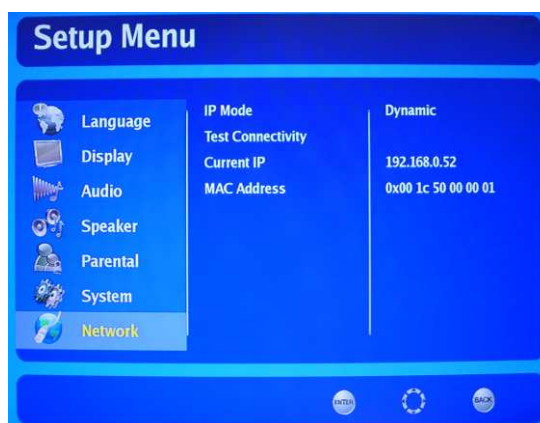 Setup Menu
Language
Display
Audio
Speaker
Parental
System
Network
IP Mode Dynamic
Test Connectivity
Current IP 192.168.0.52
MAC Address 0x00 1c 50 00 00 01
ENTER
BACK